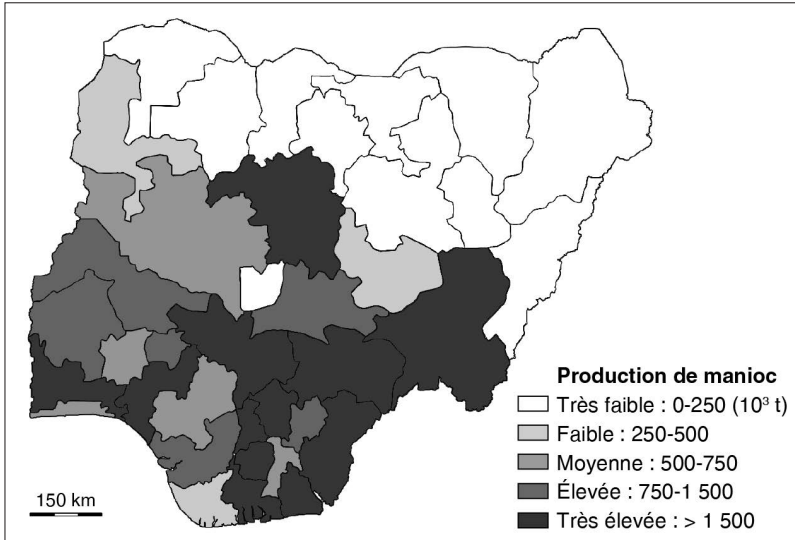 Production de manioc
Très faible : 0-250 (10³ t)
Faible : 250-500
Moyenne : 500-750
Élevée : 750-1 500
Très élevée : > 1 500
150 km